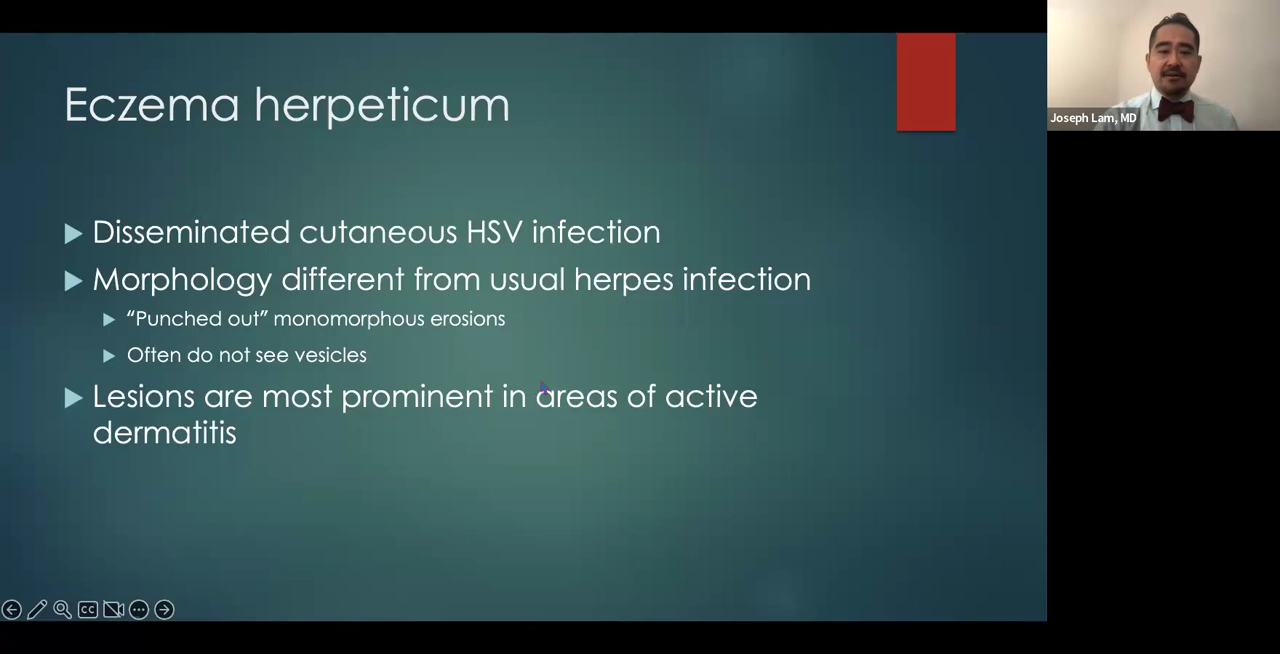 Eczema herpeticum
Disseminated cutaneous HSV infection
Morphology different from usual herpes infection
“Punched out” monomorphous erosions
Often do not see vesicles
Lesions are most prominent in areas of active
dermatitis
Joseph Lam, MD
CC